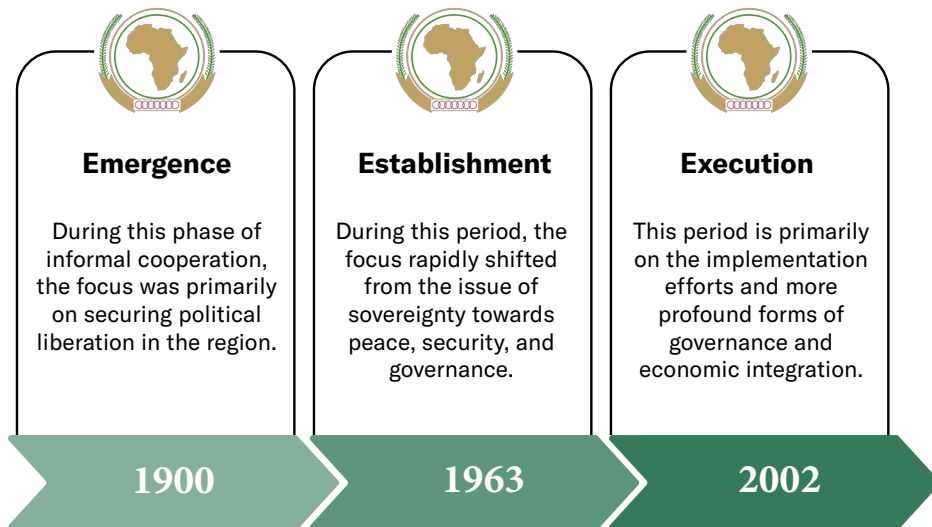 Emergence
During this phase of
informal cooperation,
the focus was primarily
on securing political
liberation in the region.
1900
Establishment
During this period, the
focus rapidly shifted
from the issue of
sovereignty towards
peace, security, and
governance.
1963
Execution
This period is primarily
on the implementation
efforts and more
profound forms of
governance and
economic integration.
2002